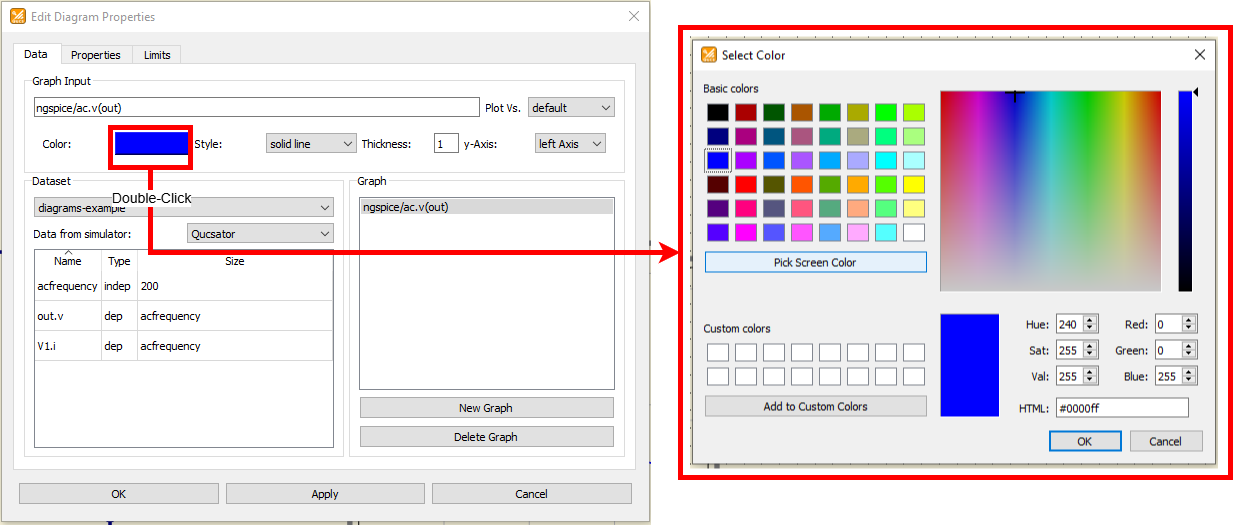 Edit Diagram Properties
Data Properties Limits
Graph Input
ngspice/ac.v(out) Plot Vs. default
Color: Style: solid line Thickness: 1 y-Axis: left Axis
Double-Click
Dataset
diagrams-example
Data from simulator: Qucsator
Name Type Size
acfrequency indep 200
out.v dep acfrequency
V1.i dep acfrequency
Graph
ngspice/ac.v(out)
New Graph
Delete Graph
OK Apply Cancel
Select Color
Basic colors
Pick Screen Color
Custom colors
Add to Custom Colors
Hue: 240 Red: 0
Sat: 255 Green: 0
Val: 255 Blue: 255
HTML: #0000ff
OK Cancel